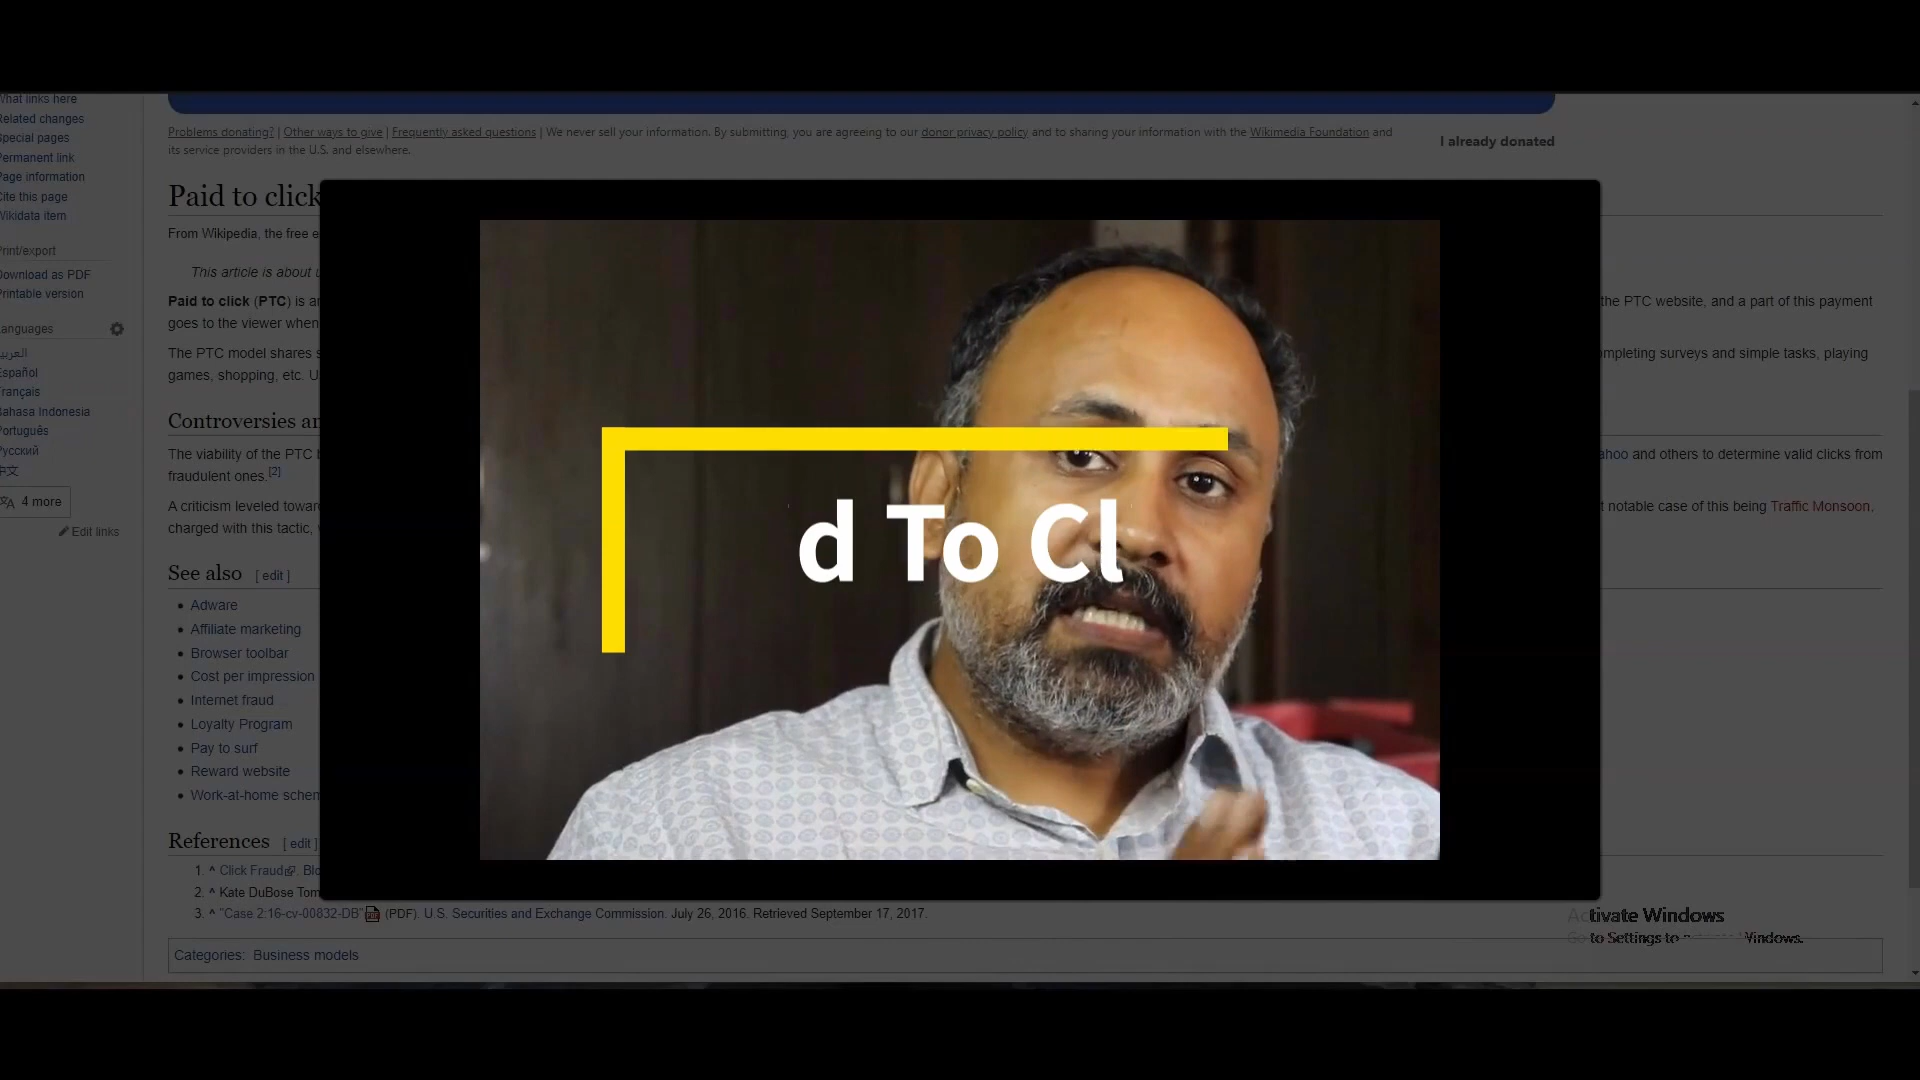 What links here
Related changes
Special pages
Permanent link
Page information
Cite this page
Wikidata item
Print/export
Download as PDF
Printable version
Languages
العربية
Español
Français
Bahasa Indonesia
Português
Русский
中文
4 more
Edit links
Problems donating? | Other ways to give | Frequently asked questions | We never sell your information. By submitting, you are agreeing to our donor privacy policy and to sharing your information with the Wikimedia Foundation and
its service providers in the U.S. and elsewhere.
I already donated
Paid to click
From Wikipedia, the free
This article is about
Paid to click (PTC) is
the PTC website, and a part of this payment
goes to the viewer when
The PTC model shares
completing surveys and simple tasks, playing
games, shopping, etc.
Controversies
The viability of the PTC
Yahoo and others to determine valid clicks from
fraudulent ones.[2]
A criticism leveled
notable case of this being Traffic Monsoon.
charged with this tactic,
See also [ edit ]
Adware
Affiliate marketing
Browser toolbar
Cost per impression
Internet fraud
Loyalty Program
Pay to surf
Reward website
Work-at-home
References [ edit ]
1. ^ Click Fraud
2. ^ Kate DuBose
3. ^ "Case 2:16-cv-00832-DB" (PDF). U.S. Securities and Exchange Commission. July 26, 2016. Retrieved September 17, 2017.
Categories: Business models
d To Cl
Activate Windows
Go to Settings to Windows.